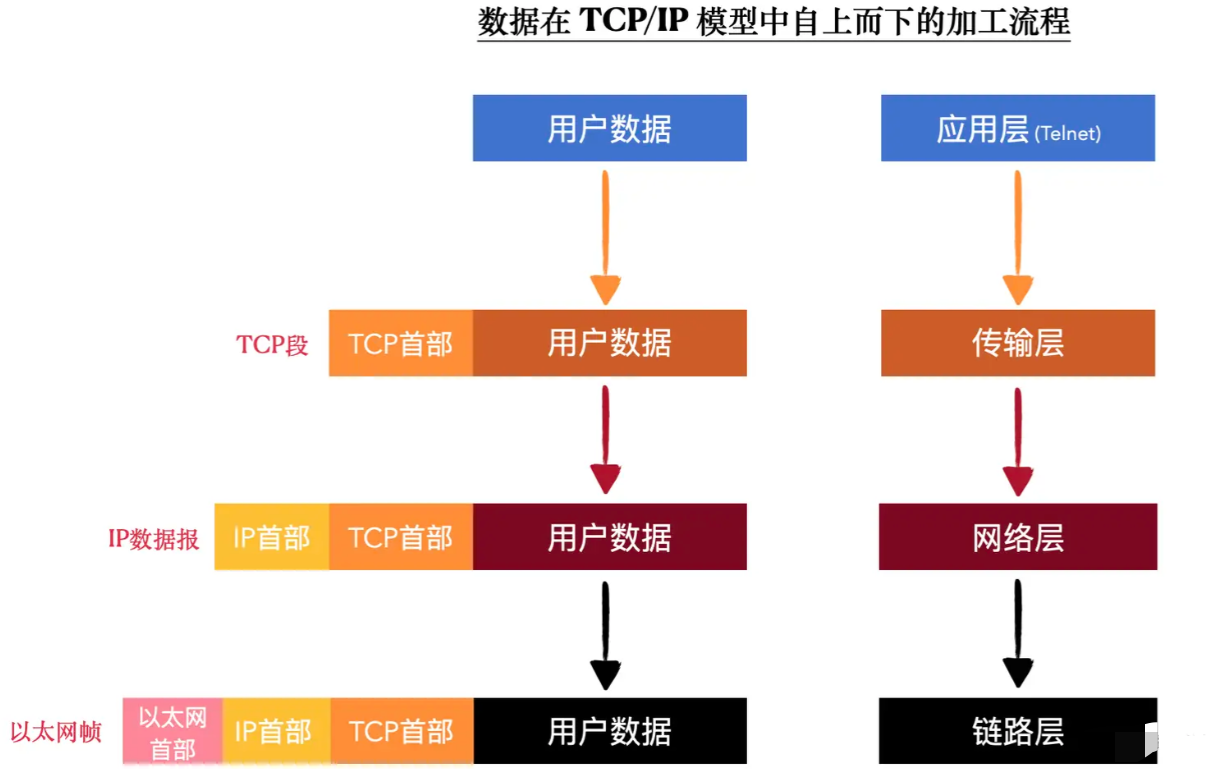 数据在 TCP/IP 模型中自上而下的加工流程
用户数据
应用层 (Telnet)
TCP段
TCP首部
用户数据
传输层
IP数据报
IP首部
TCP首部
用户数据
网络层
以太网帧
以太网
首部
IP首部
TCP首部
用户数据
链路层